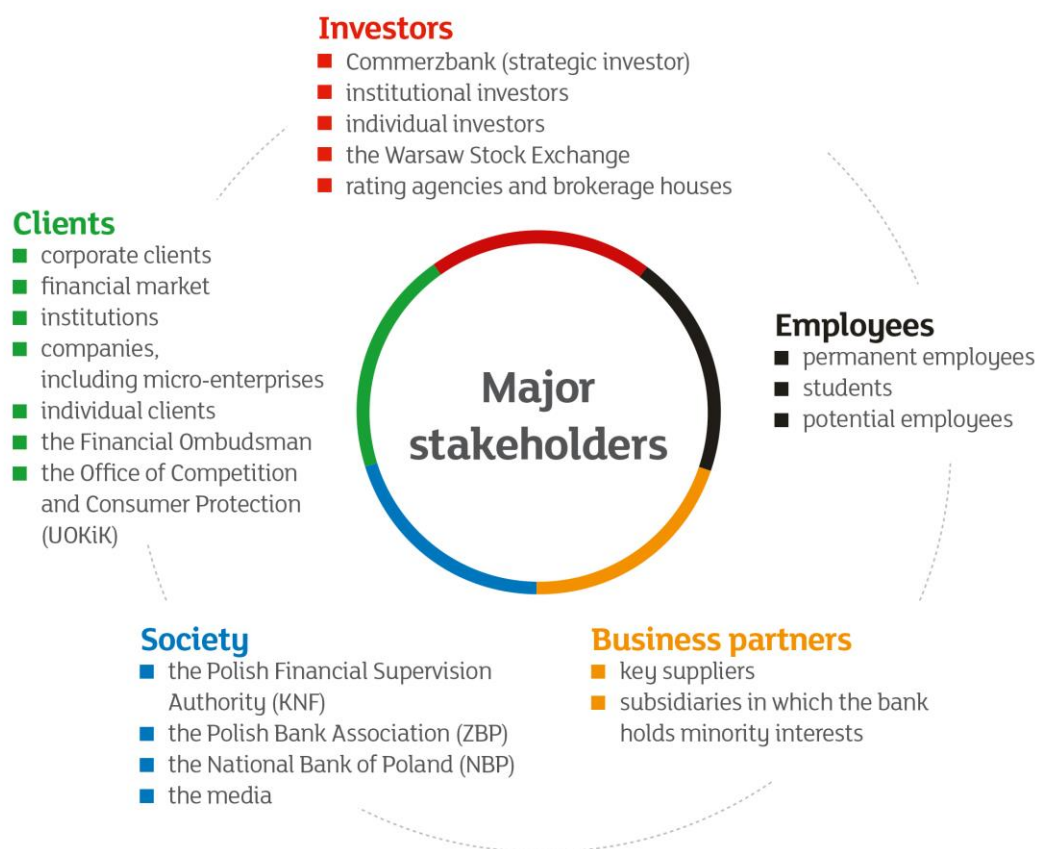 Investors
Commerzbank (strategic investor)
institutional investors
individual investors
the Warsaw Stock Exchange
rating agencies and brokerage houses
Clients
corporate clients
financial market
institutions
companies,
including micro-enterprises
individual clients
the Financial Ombudsman
the Office of Competition
and Consumer Protection
(UOKiK)
Major
stakeholders
Employees
permanent employees
students
potential employees
Society
the Polish Financial Supervision
Authority (KNF)
the Polish Bank Association (ZBP)
the National Bank of Poland (NBP)
the media
Business partners
key suppliers
subsidiaries in which the bank
holds minority interests